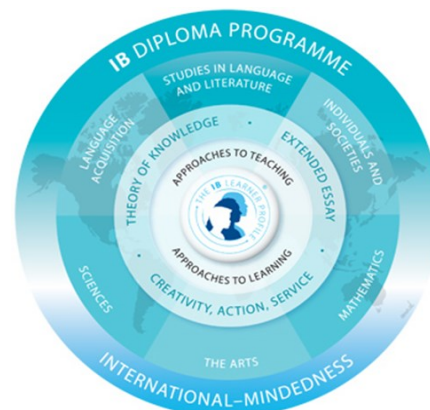 IB DIPLOMA PROGRAMME
STUDIES IN LANGUAGE
AND LITERATURE
LANGUAGE
ACQUISITION
INDIVIDUALS AND
SOCIETIES
THEORY OF KNOWLEDGE
EXTENDED ESSAY
APPROACHES TO TEACHING
THE IB LEARNER PROFILE
APPROACHES TO LEARNING
CREATIVITY, ACTION, SERVICE
SCIENCES
MATHEMATICS
THE ARTS
INTERNATIONAL–MINDEDNESS